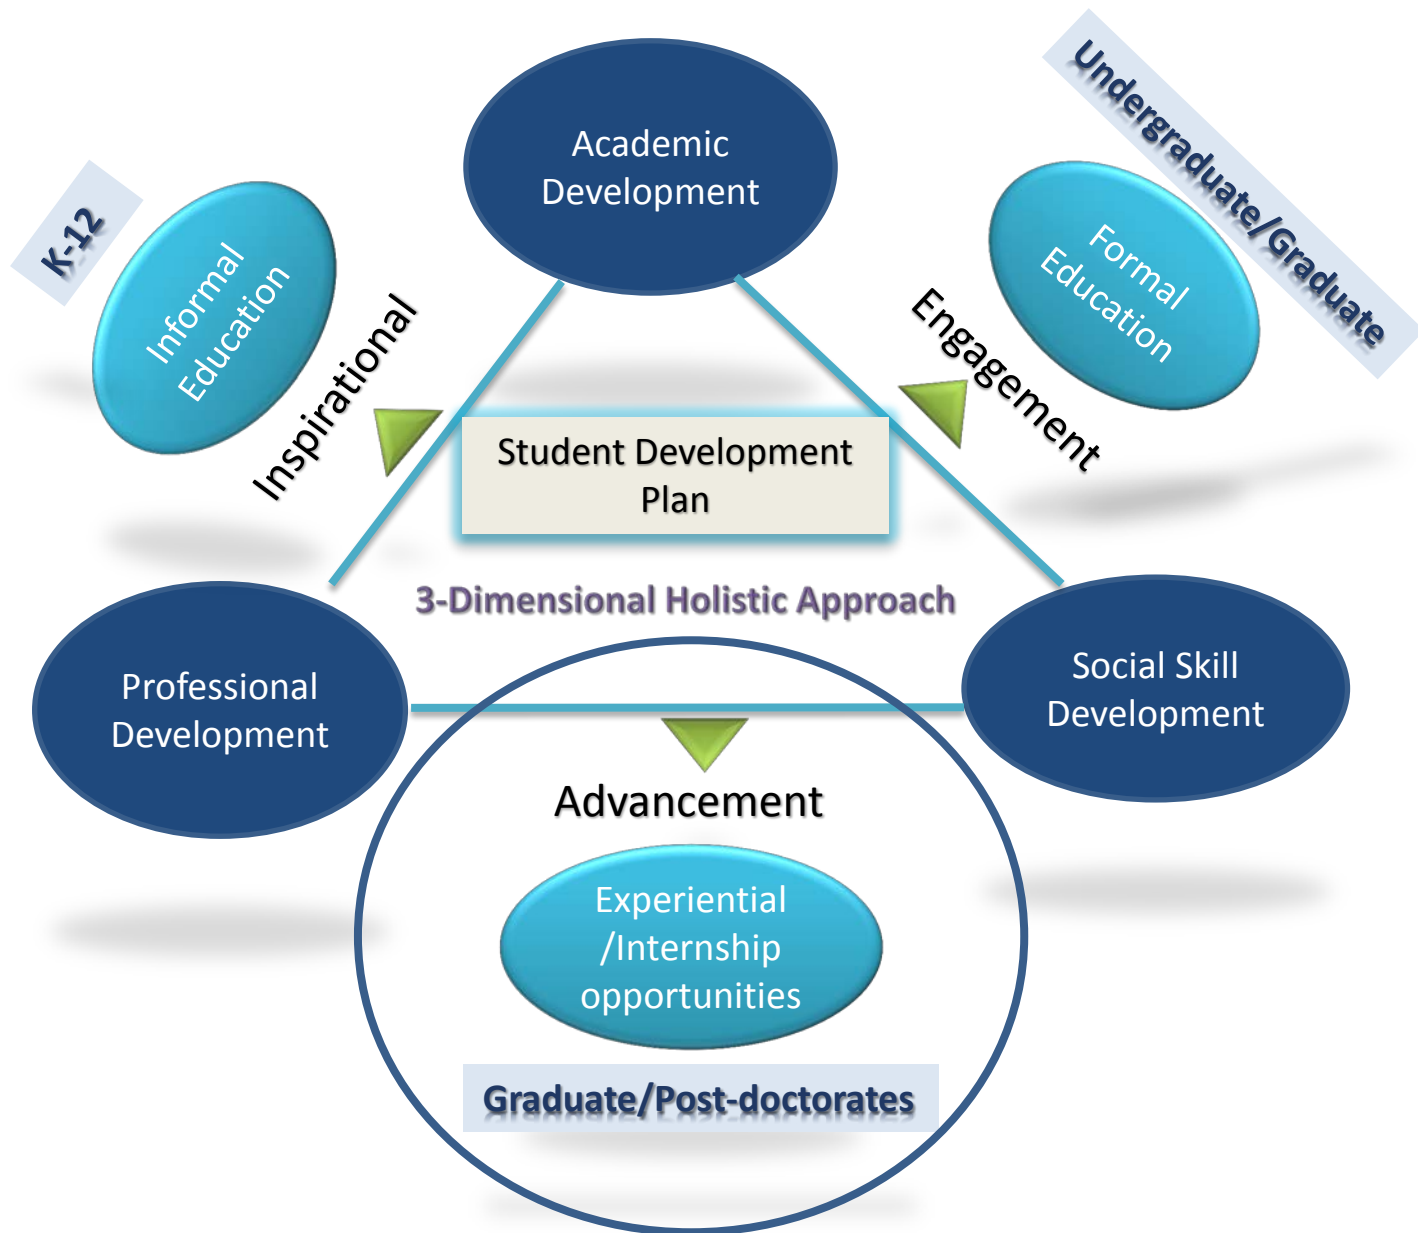 Academic
Development
K-12
Informal
Education
Inspirational
Undergraduate/Graduate
Formal
Education
Engagement
Student Development
Plan
3-Dimensional Holistic Approach
Professional
Development
Social Skill
Development
Advancement
Experiential
/Internship
opportunities
Graduate/Post-doctorates